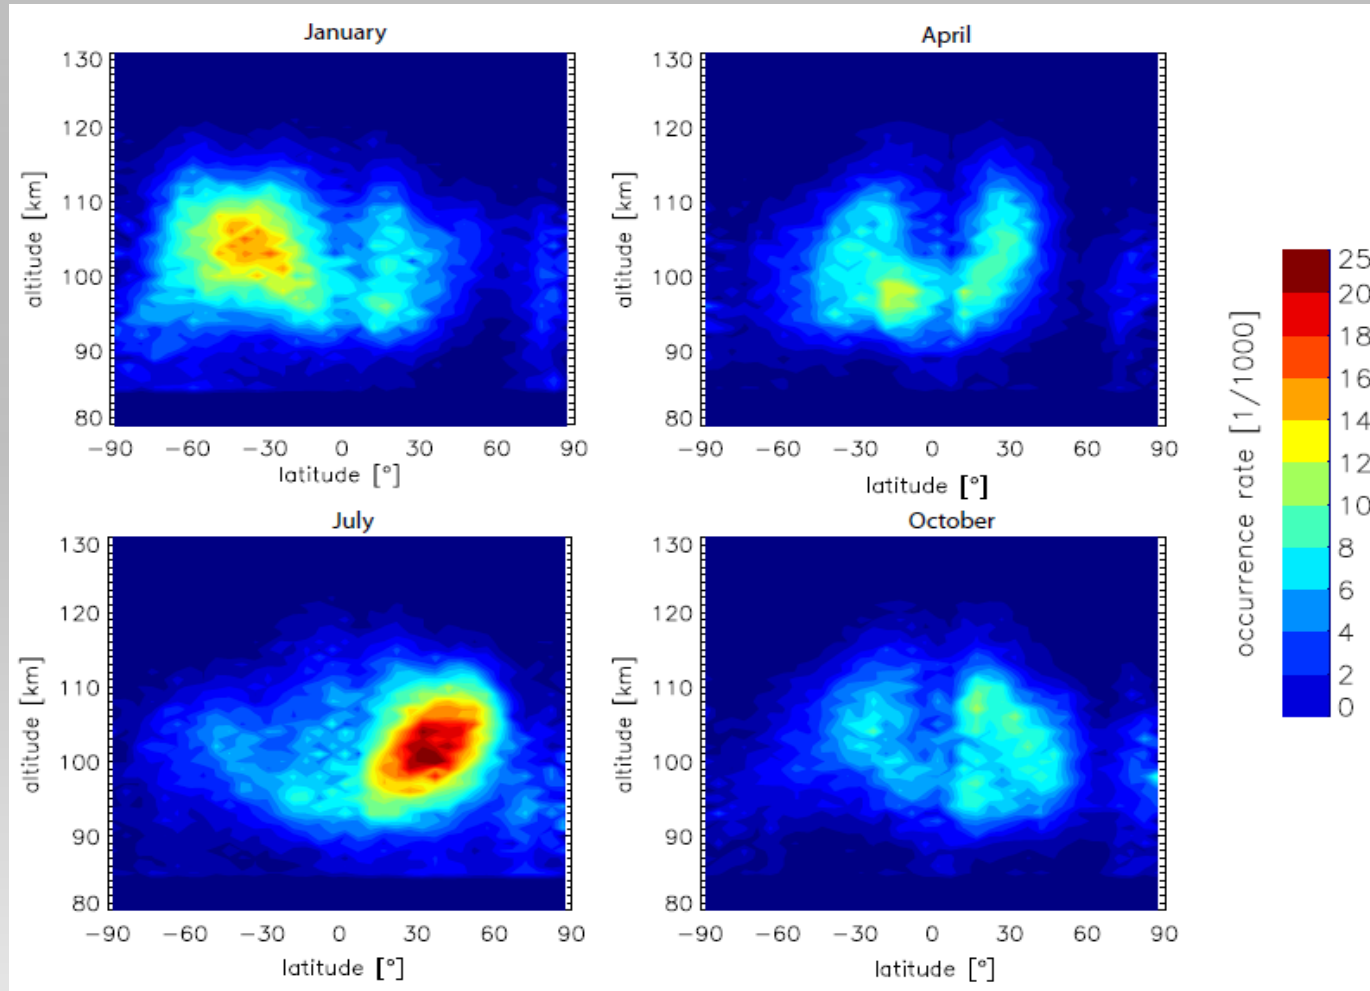 January
130
120
110
100
90
80
altitude [km]
−90 −60 −30 0 30 60 90
latitude [°]
April
130
120
110
100
90
80
altitude [km]
−90 −60 −30 0 30 60 90
latitude [°]
July
130
120
110
100
90
80
altitude [km]
−90 −60 −30 0 30 60 90
latitude [°]
October
130
120
110
100
90
80
altitude [km]
−90 −60 −30 0 30 60 90
latitude [°]
occurrence rate [1/1000]
25
20
18
16
14
12
10
8
6
4
2
0